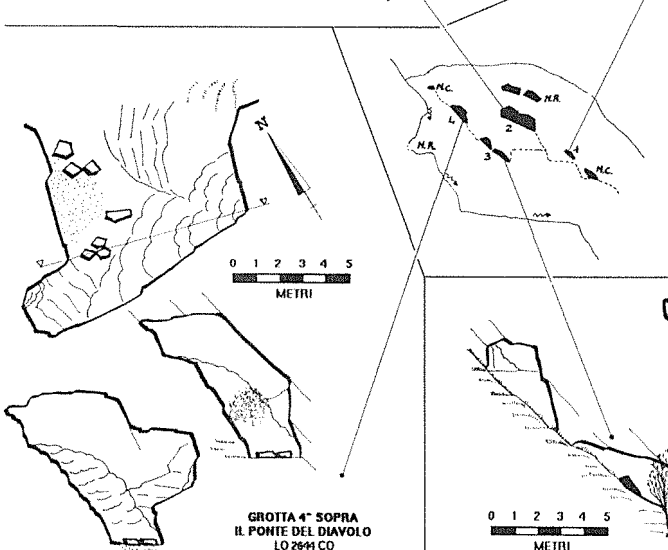 N.C.
N.R.
4
2
1
3
N.R.
N.C.
N
0 1 2 3 4 5
METRI
GROTTA 4° SOPRA
IL PONTE DEL DIAVOLO
LO 2644 CO
0 1 2 3 4 5
METRI